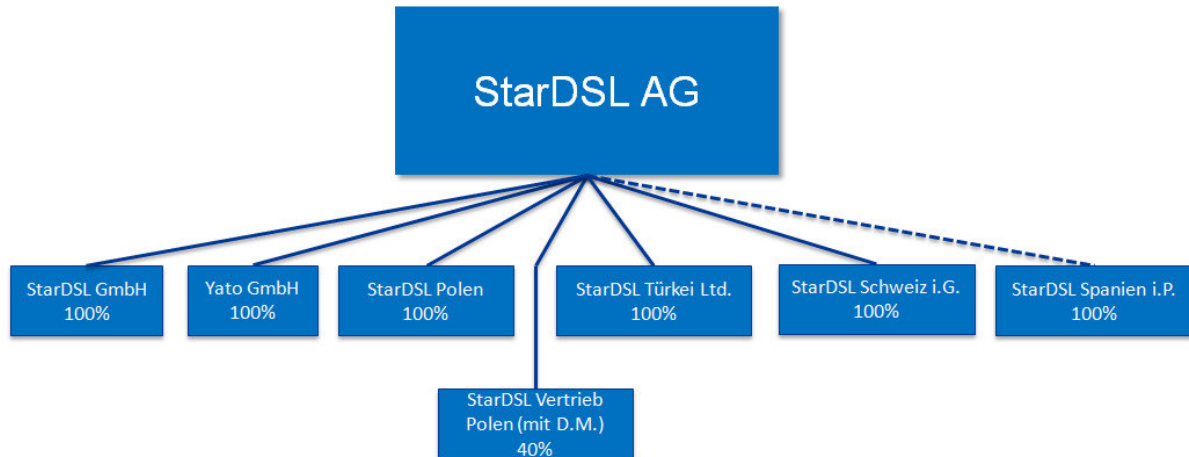 StarDSL AG
StarDSL GmbH
100%
Yato GmbH
100%
StarDSL Polen
100%
StarDSL Türkei Ltd.
100%
StarDSL Schweiz i.G.
100%
StarDSL Spanien i.P.
100%
StarDSL Vertrieb
Polen (mit D.M.)
40%